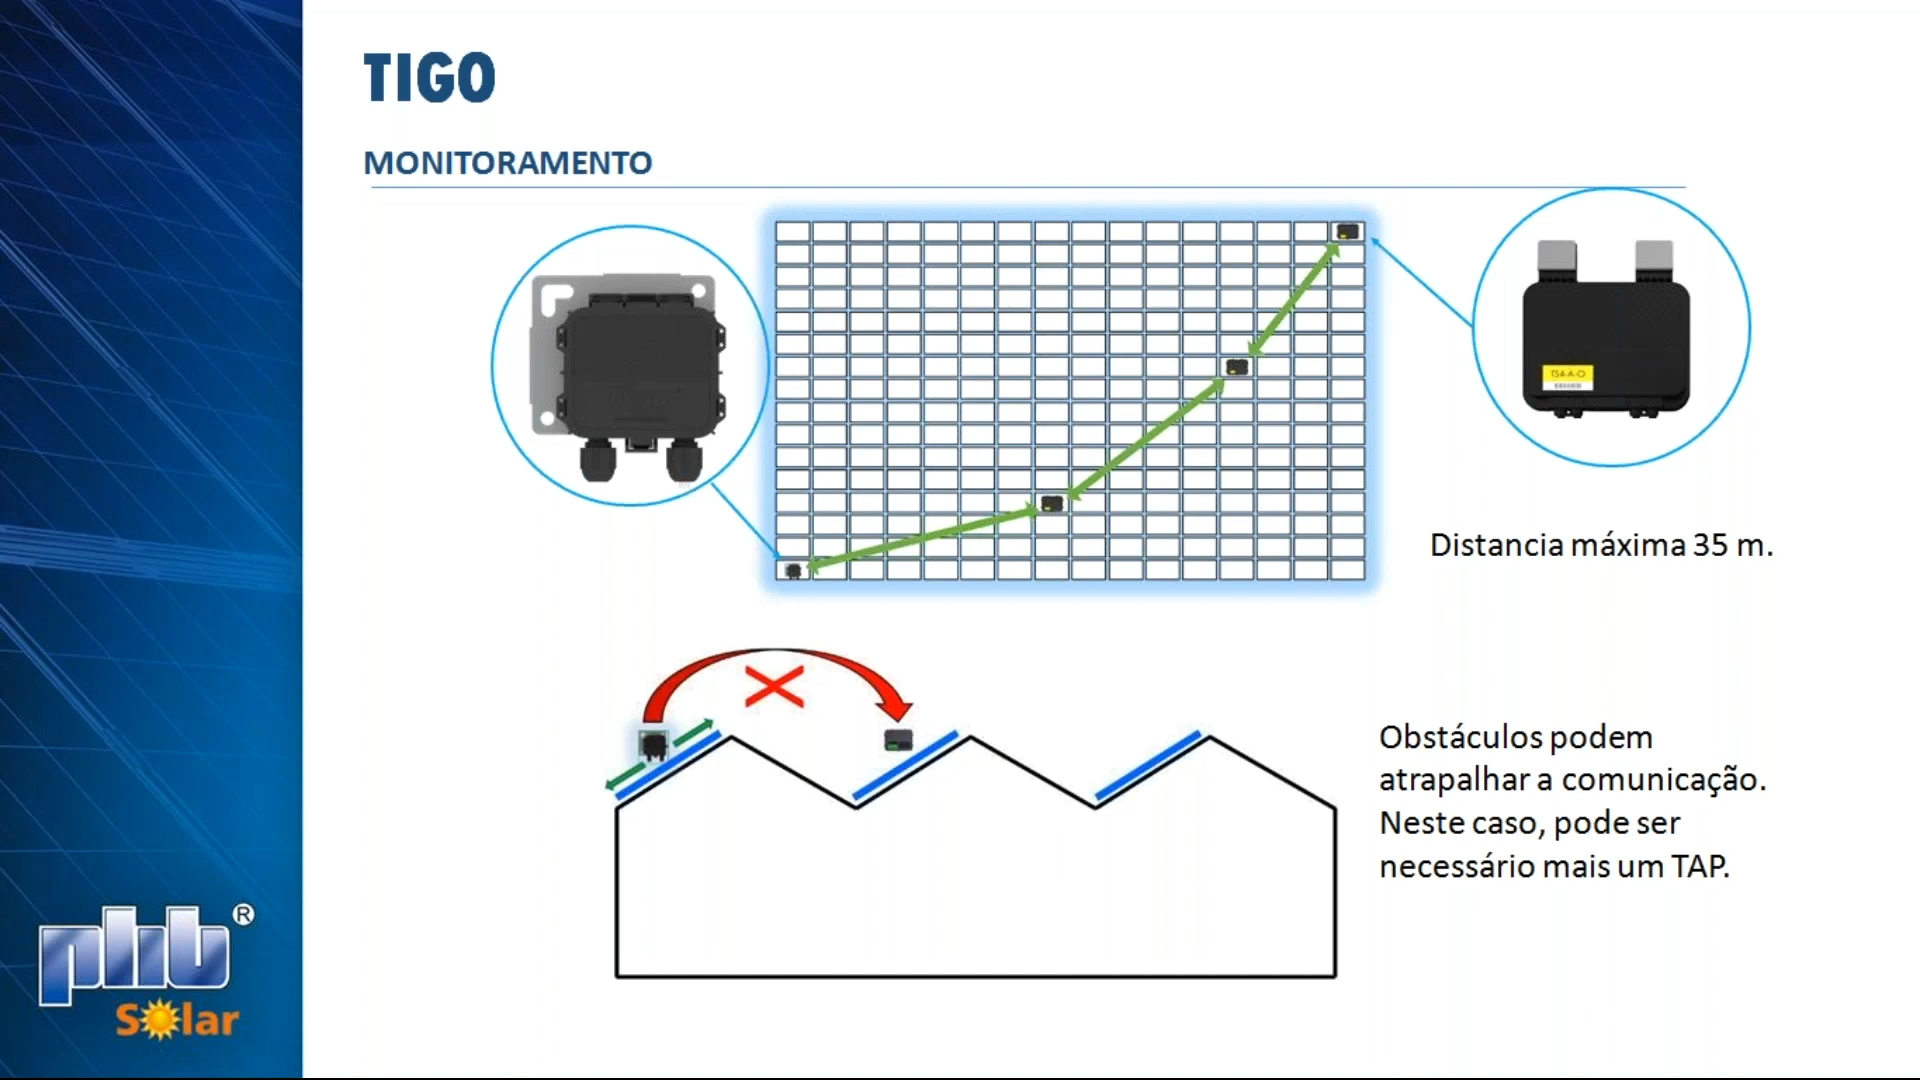 TIGO
MONITORAMENTO
TS4-A-O
Distancia máxima 35 m.
Obstáculos podem
atrapalhar a comunicação.
Neste caso, pode ser
necessário mais um TAP.
phb®
Solar